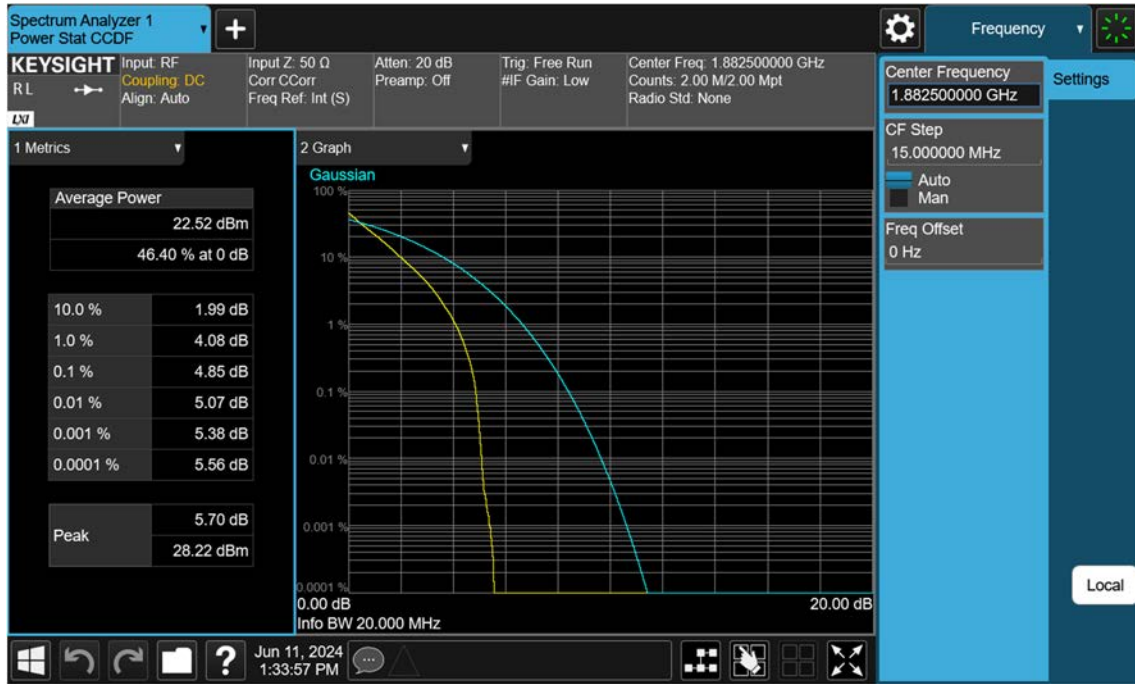 Spectrum Analyzer 1
Power Stat CCDF
+
Frequency
KEYSIGHT
RL
LXI
Input: RF
Coupling: DC
Align: Auto
Input Z: 50 Ω
Corr CCorr
Freq Ref: Int (S)
Atten: 20 dB
Preamp: Off
Trig: Free Run
#IF Gain: Low
Center Freq: 1.882500000 GHz
Counts: 2.00 M/2.00 Mpt
Radio Std: None
Center Frequency
1.882500000 GHz
Settings
CF Step
15.000000 MHz
Auto
Man
Freq Offset
0 Hz
1 Metrics
Average Power
22.52 dBm
46.40 % at 0 dB
10.0 % 1.99 dB
1.0 % 4.08 dB
0.1 % 4.85 dB
0.01 % 5.07 dB
0.001 % 5.38 dB
0.0001 % 5.56 dB
Peak 5.70 dB
28.22 dBm
2 Graph
Gaussian
100 %
10 %
1 %
0.1 %
0.01 %
0.001 %
0.0001 %
0.00 dB 20.00 dB
Info BW 20.000 MHz
Local
?
Jun 11, 2024
1:33:57 PM